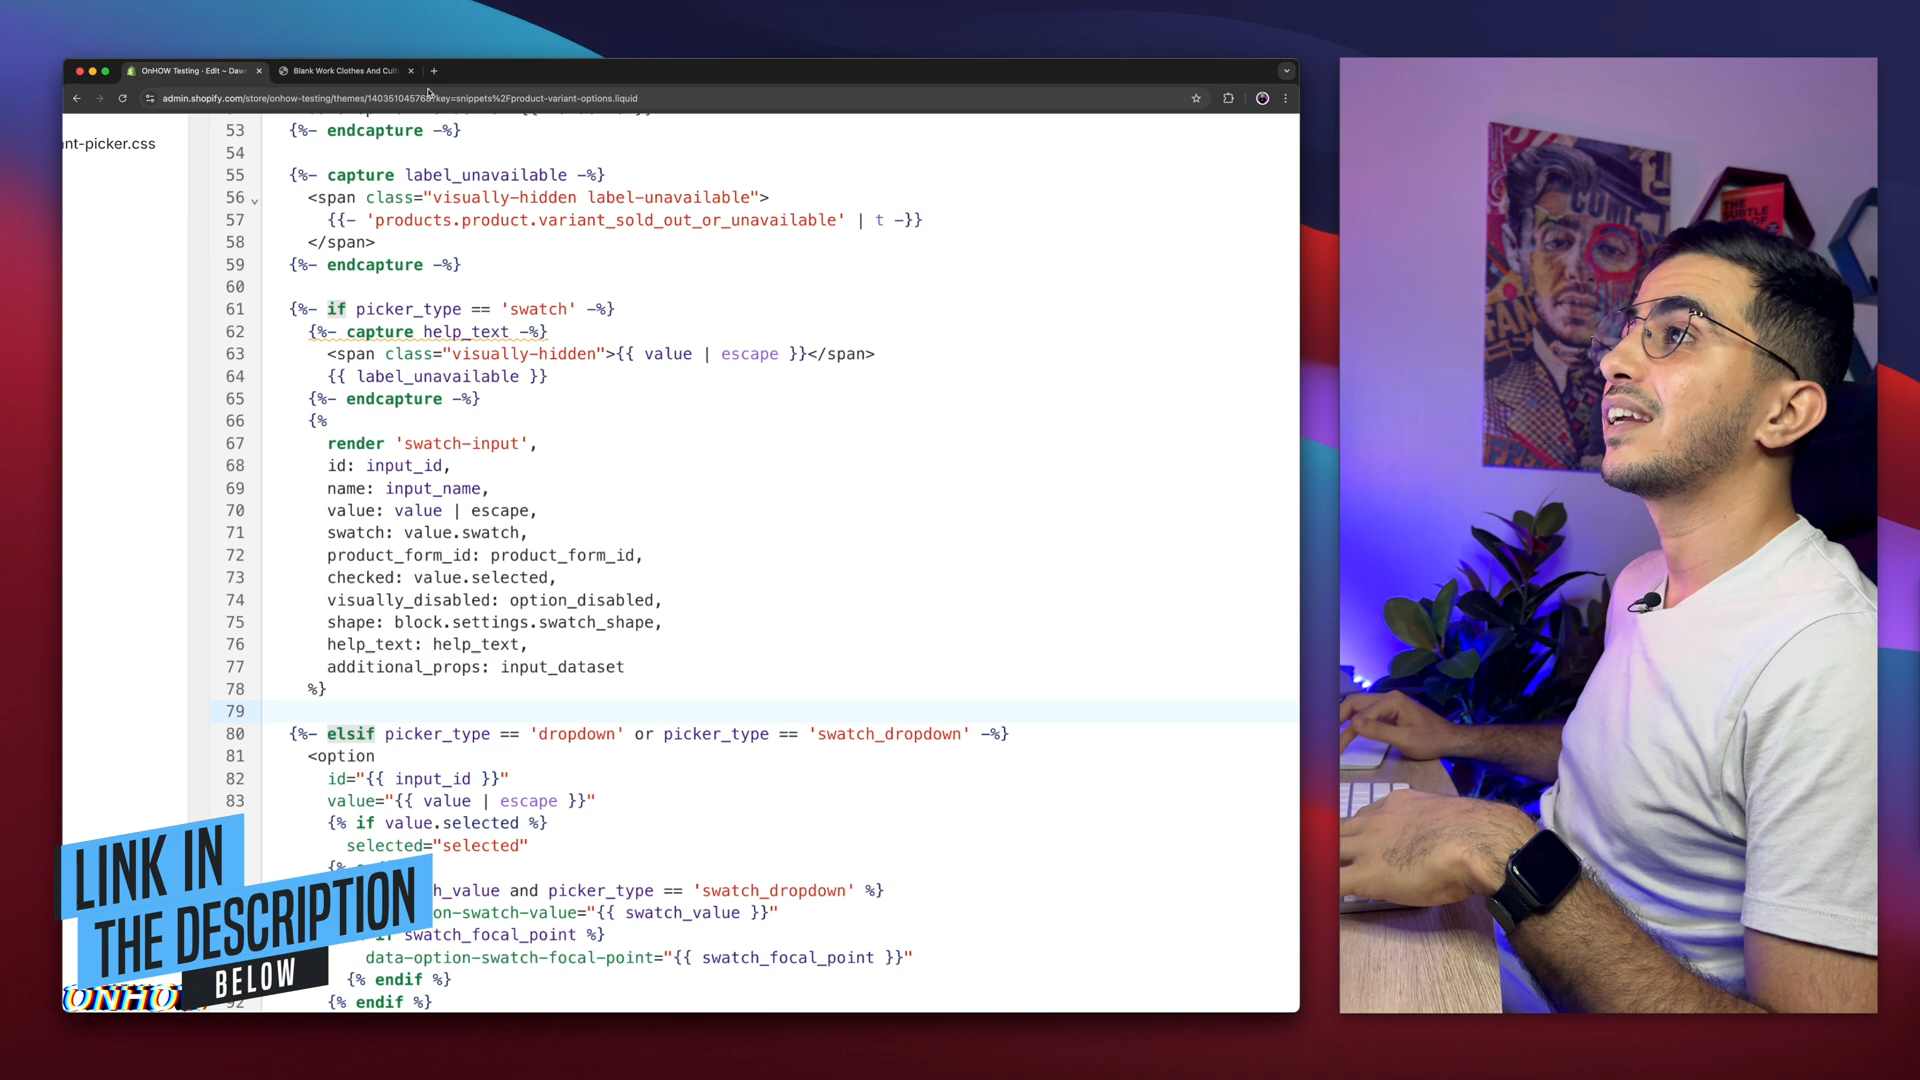 OnHOW Testing · Edit ~ Daw
Blank Work Clothes And Cult
admin.shopify.com/store/onhow-testing/themes/140351045768?key=snippets%2Fproduct-variant-options.liquid
nt-picker.css
53 {%- endcapture -%}
54
55 {%- capture label_unavailable -%}
56 <span class="visually-hidden label-unavailable">
57 {{- 'products.product.variant_sold_out_or_unavailable' | t -}}
58 </span>
59 {%- endcapture -%}
60
61 {%- if picker_type == 'swatch' -%}
62 {%- capture help_text -%}
63 <span class="visually-hidden">{{ value | escape }}</span>
64 {{ label_unavailable }}
65 {%- endcapture -%}
66 {%
67 render 'swatch-input',
68 id: input_id,
69 name: input_name,
70 value: value | escape,
71 swatch: value.swatch,
72 product_form_id: product_form_id,
73 checked: value.selected,
74 visually_disabled: option_disabled,
75 shape: block.settings.swatch_shape,
76 help_text: help_text,
77 additional_props: input_dataset
78 %}
79
80 {%- elsif picker_type == 'dropdown' or picker_type == 'swatch_dropdown' -%}
81 <option
82 id="{{ input_id }}"
83 value="{{ value | escape }}"
{% if value.selected %}
selected="selected"
{%
h_value and picker_type == 'swatch_dropdown' %}
on-swatch-value="{{ swatch_value }}"
if swatch_focal_point %}
data-option-swatch-focal-point="{{ swatch_focal_point }}"
{% endif %}
92 {% endif %}
LINK IN
THE DESCRIPTION
BELOW
ONHO
COME
FAN
THE
SUBTLE
OF